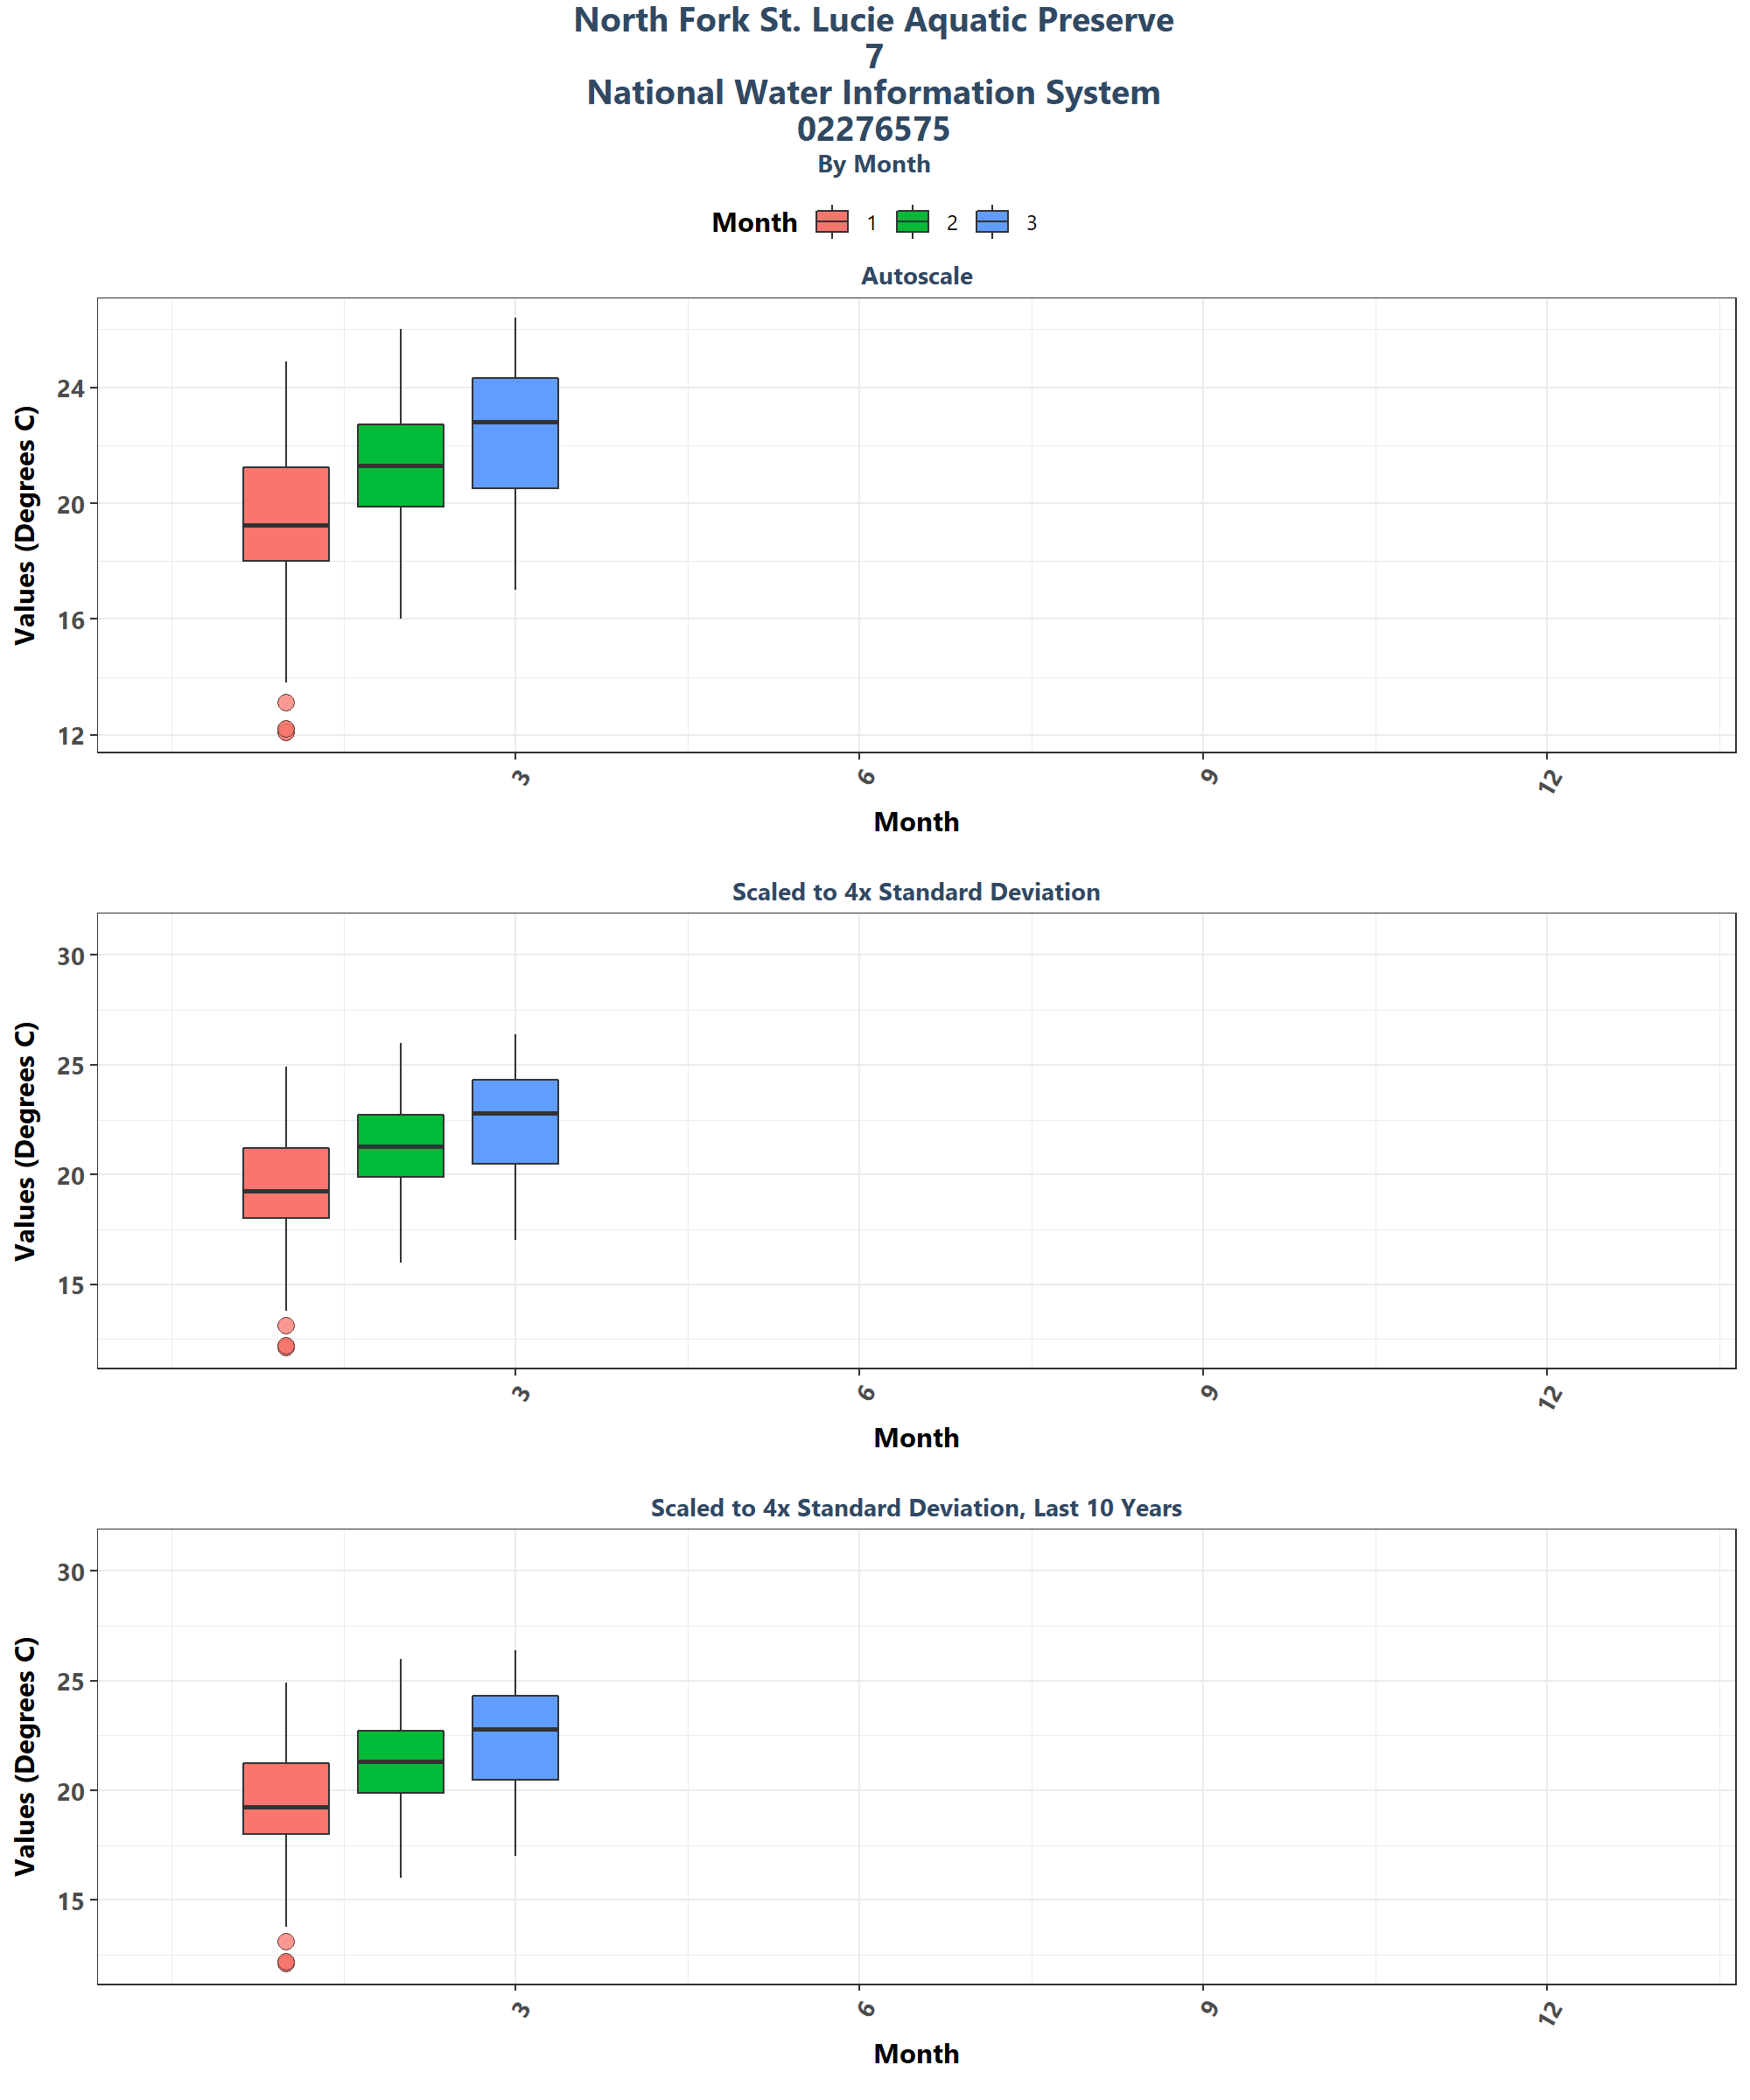 North Fork St. Lucie Aquatic Preserve
7
National Water Information System
02276575
By Month
Month 1 2 3
Autoscale
Values (Degrees C)
24
20
16
12
3 6 9 12
Month
Scaled to 4x Standard Deviation
Values (Degrees C)
30
25
20
15
3 6 9 12
Month
Scaled to 4x Standard Deviation, Last 10 Years
Values (Degrees C)
30
25
20
15
3 6 9 12
Month